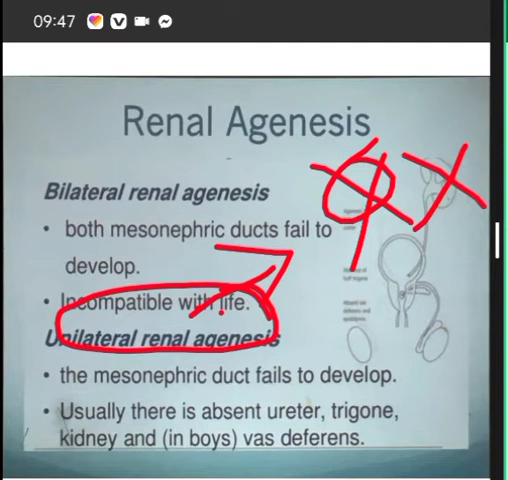 09:47
Renal Agenesis
Bilateral renal agenesis
• both mesonephric ducts fail to
develop.
• Incompatible with life.
Unilateral renal agenesis
• the mesonephric duct fails to develop.
• Usually there is absent ureter, trigone,
kidney and (in boys) vas deferens.